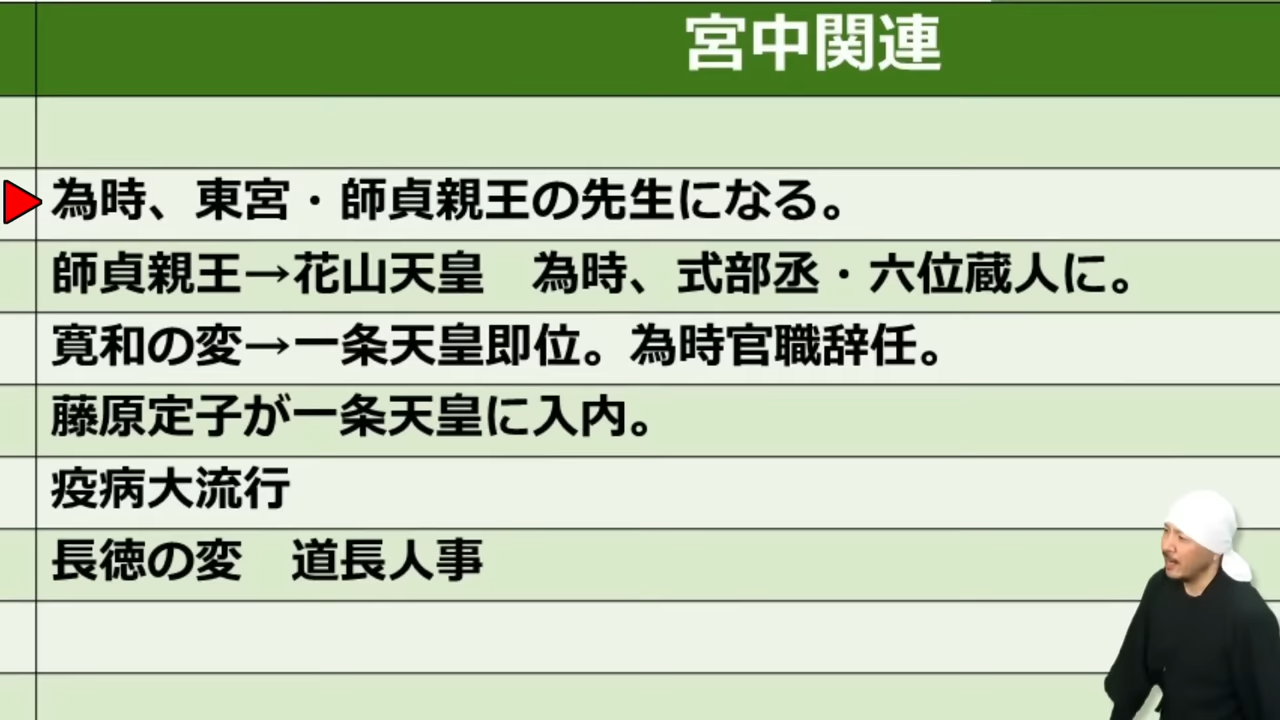 宮中関連
為時、東宮・師貞親王の先生になる。
師貞親王→花山天皇　為時、式部丞・六位蔵人に。
寛和の変→一条天皇即位。為時官職辞任。
藤原定子が一条天皇に入内。
疫病大流行
長徳の変　道長人事